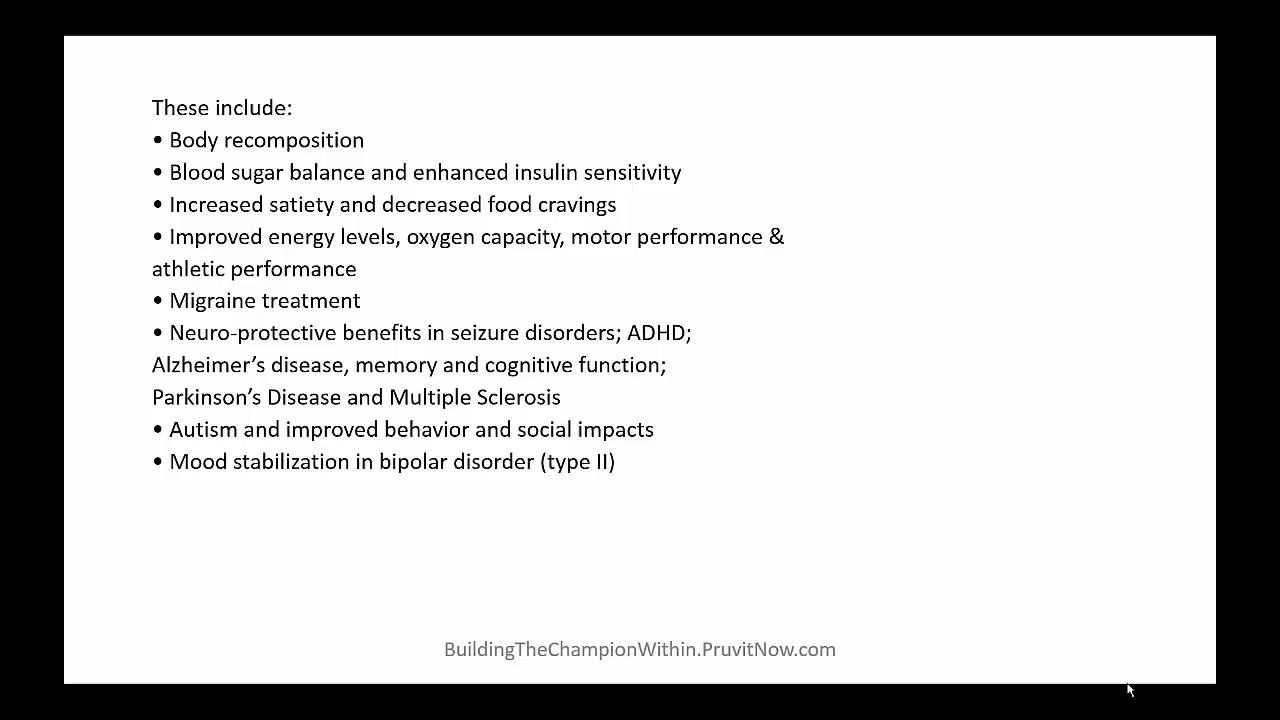 These include:
• Body recomposition
• Blood sugar balance and enhanced insulin sensitivity
• Increased satiety and decreased food cravings
• Improved energy levels, oxygen capacity, motor performance &
athletic performance
• Migraine treatment
• Neuro-protective benefits in seizure disorders; ADHD;
Alzheimer’s disease, memory and cognitive function;
Parkinson’s Disease and Multiple Sclerosis
• Autism and improved behavior and social impacts
• Mood stabilization in bipolar disorder (type II)
BuildingTheChampionWithin.PruvitNow.com